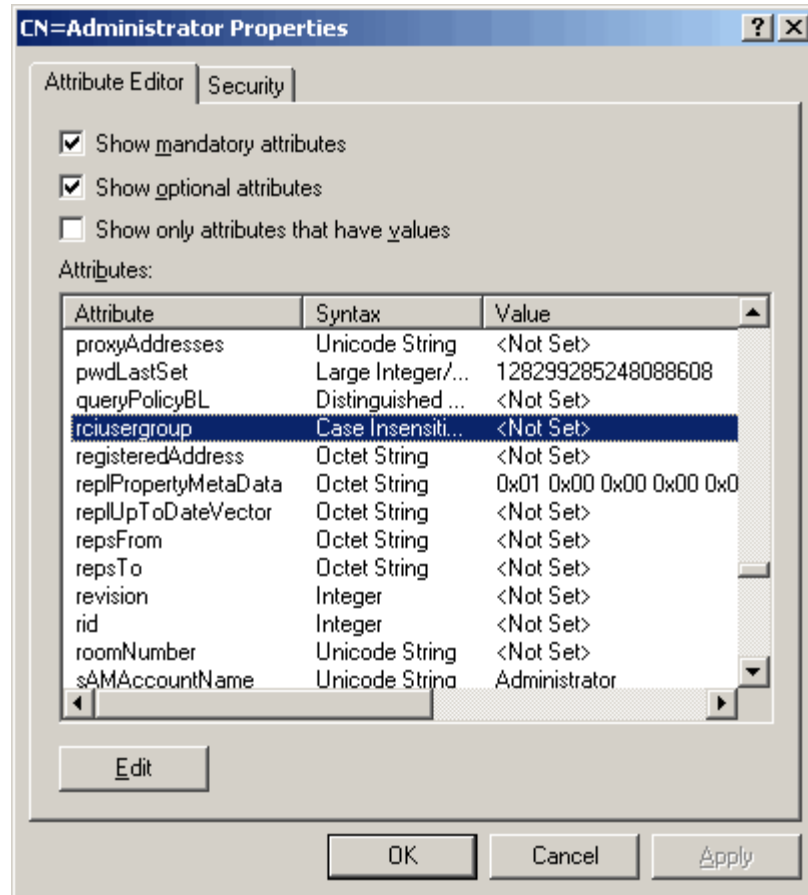 CN=Administrator Properties
Attribute Editor Security
Show mandatory attributes
Show optional attributes
Show only attributes that have values
Attributes:
Attribute Syntax Value
proxyAddresses Unicode String <Not Set>
pwdLastSet Large Integer/... 128299285248088608
queryPolicyBL Distinguished ... <Not Set>
rciusergroup Case Insensiti... <Not Set>
registeredAddress Octet String <Not Set>
replPropertyMetaData Octet String 0x01 0x00 0x00 0x00 0x0
replUpToDateVector Octet String <Not Set>
repsFrom Octet String <Not Set>
repsTo Octet String <Not Set>
revision Integer <Not Set>
rid Integer <Not Set>
roomNumber Unicode String <Not Set>
sAMAccountName Unicode String Administrator
Edit
OK Cancel Apply